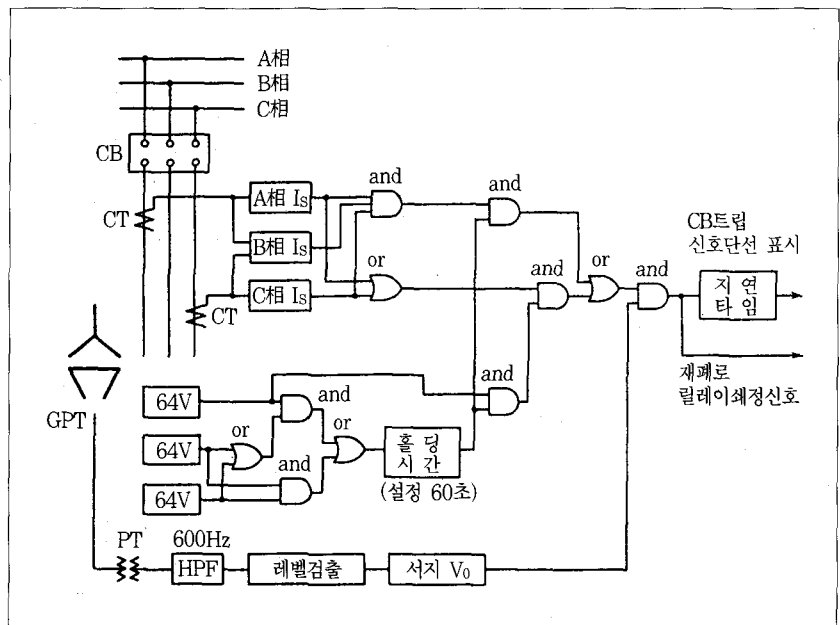 A相
B相
C相
CB
CT
A相 IS
B相 IS
C相 IS
CT
and
or
and
and
or
and
CB트립
신호단선 표시
지연
타임
재폐로
릴레이쇄정신호
GPT
64V
64V
64V
and
or
and
or
and
홀딩
시간
(설정 60초)
PT
600Hz
HPF
레벨검출
서지 V0